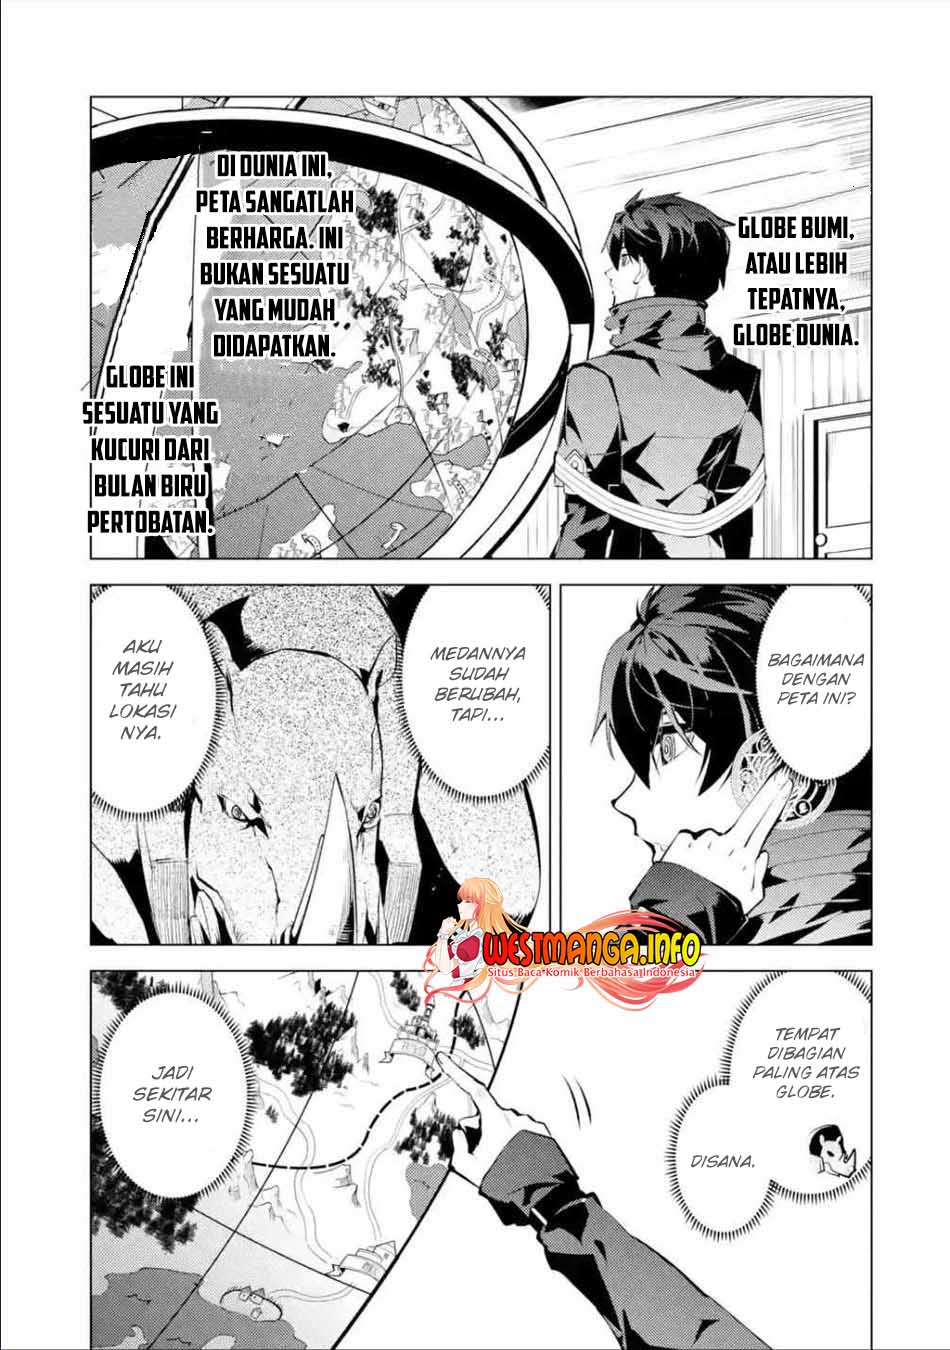 GLOBE BUMI,
ATAU LEBIH
TEPATNYA,
GLOBE DUNIA.
DI DUNIA INI,
PETA SANGATLAH
BERHARGA. INI
BUKAN SESUATU
YANG MUDAH
DIDAPATKAN.
GLOBE INI
SESUATU YANG
KUCURI DARI
BULAN BIRU
PERTOBATAN.
BAGAIMANA
DENGAN
PETA INI?
MEDANNYA
SUDAH
BERUBAH,
TAPI...
AKU
MASIH
TAHU
LOKASI
NYA.
WESTMANGA.INFO
Situs Baca Komik Berbahasa Indonesia
TEMPAT
DIBAGIAN
PALING ATAS
GLOBE.
DISANA.
JADI
SEKITAR
SINI...